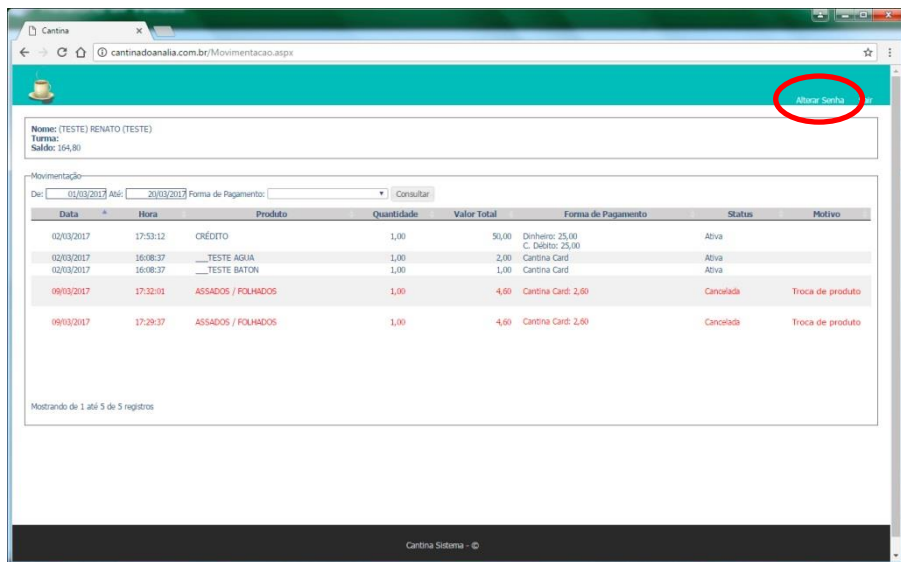 Cantina
cantinadoanalia.com.br/Movimentacao.aspx
Alterar Senha
Nome: (TESTE) RENATO (TESTE)
Turma:
Saldo: 164,80
Movimentação
De: 01/03/2017 Até: 20/03/2017 Forma de Pagamento: Consultar
Data Hora Produto Quantidade Valor Total Forma de Pagamento Status Motivo
02/03/2017 17:53:12 CRÉDITO 1,00 50,00 Dinheiro: 25,00 Ativa
C. Débito: 25,00
02/03/2017 16:08:37 ___TESTE AGUA 1,00 2,00 Cantina Card Ativa
02/03/2017 16:08:37 ___TESTE BATON 1,00 1,00 Cantina Card Ativa
09/03/2017 17:32:01 ASSADOS / FOLHADOS 1,00 4,60 Cantina Card: 2,60 Cancelada Troca de produto
09/03/2017 17:29:37 ASSADOS / FOLHADOS 1,00 4,60 Cantina Card: 2,60 Cancelada Troca de produto
Mostrando de 1 até 5 de 5 registros
Cantina Sistema - ©